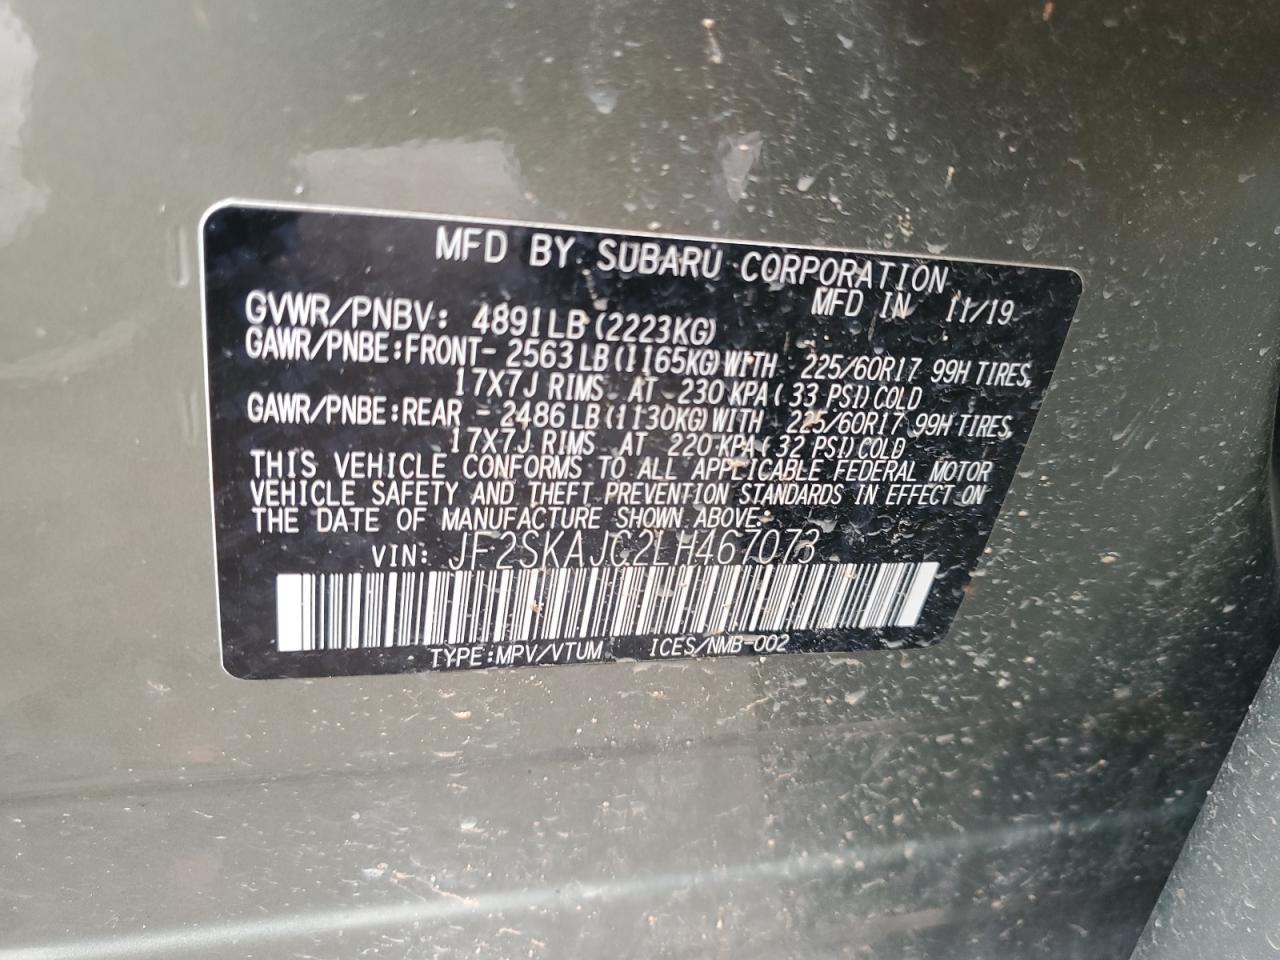 MFD BY SUBARU CORPORATION
MFD IN 11/19
GVWR/PNBV: 4891LB (2223KG)
GAWR/PNBE:FRONT- 2563 LB (1165KG) WITH 225/60R17 99H TIRES,
17X7J RIMS AT 230 KPA ( 33 PSI) COLD
GAWR/PNBE:REAR - 2486 LB (1130KG) WITH 225/60R17 99H TIRES,
17X7J RIMS AT 220 KPA ( 32 PSI) COLD
THIS VEHICLE CONFORMS TO ALL APPLICABLE FEDERAL MOTOR
VEHICLE SAFETY AND THEFT PREVENTION STANDARDS IN EFFECT ON
THE DATE OF MANUFACTURE SHOWN ABOVE.
VIN: JF2SKAJC2LH467073
TYPE:MPV/VTUM ICES/NMB-002